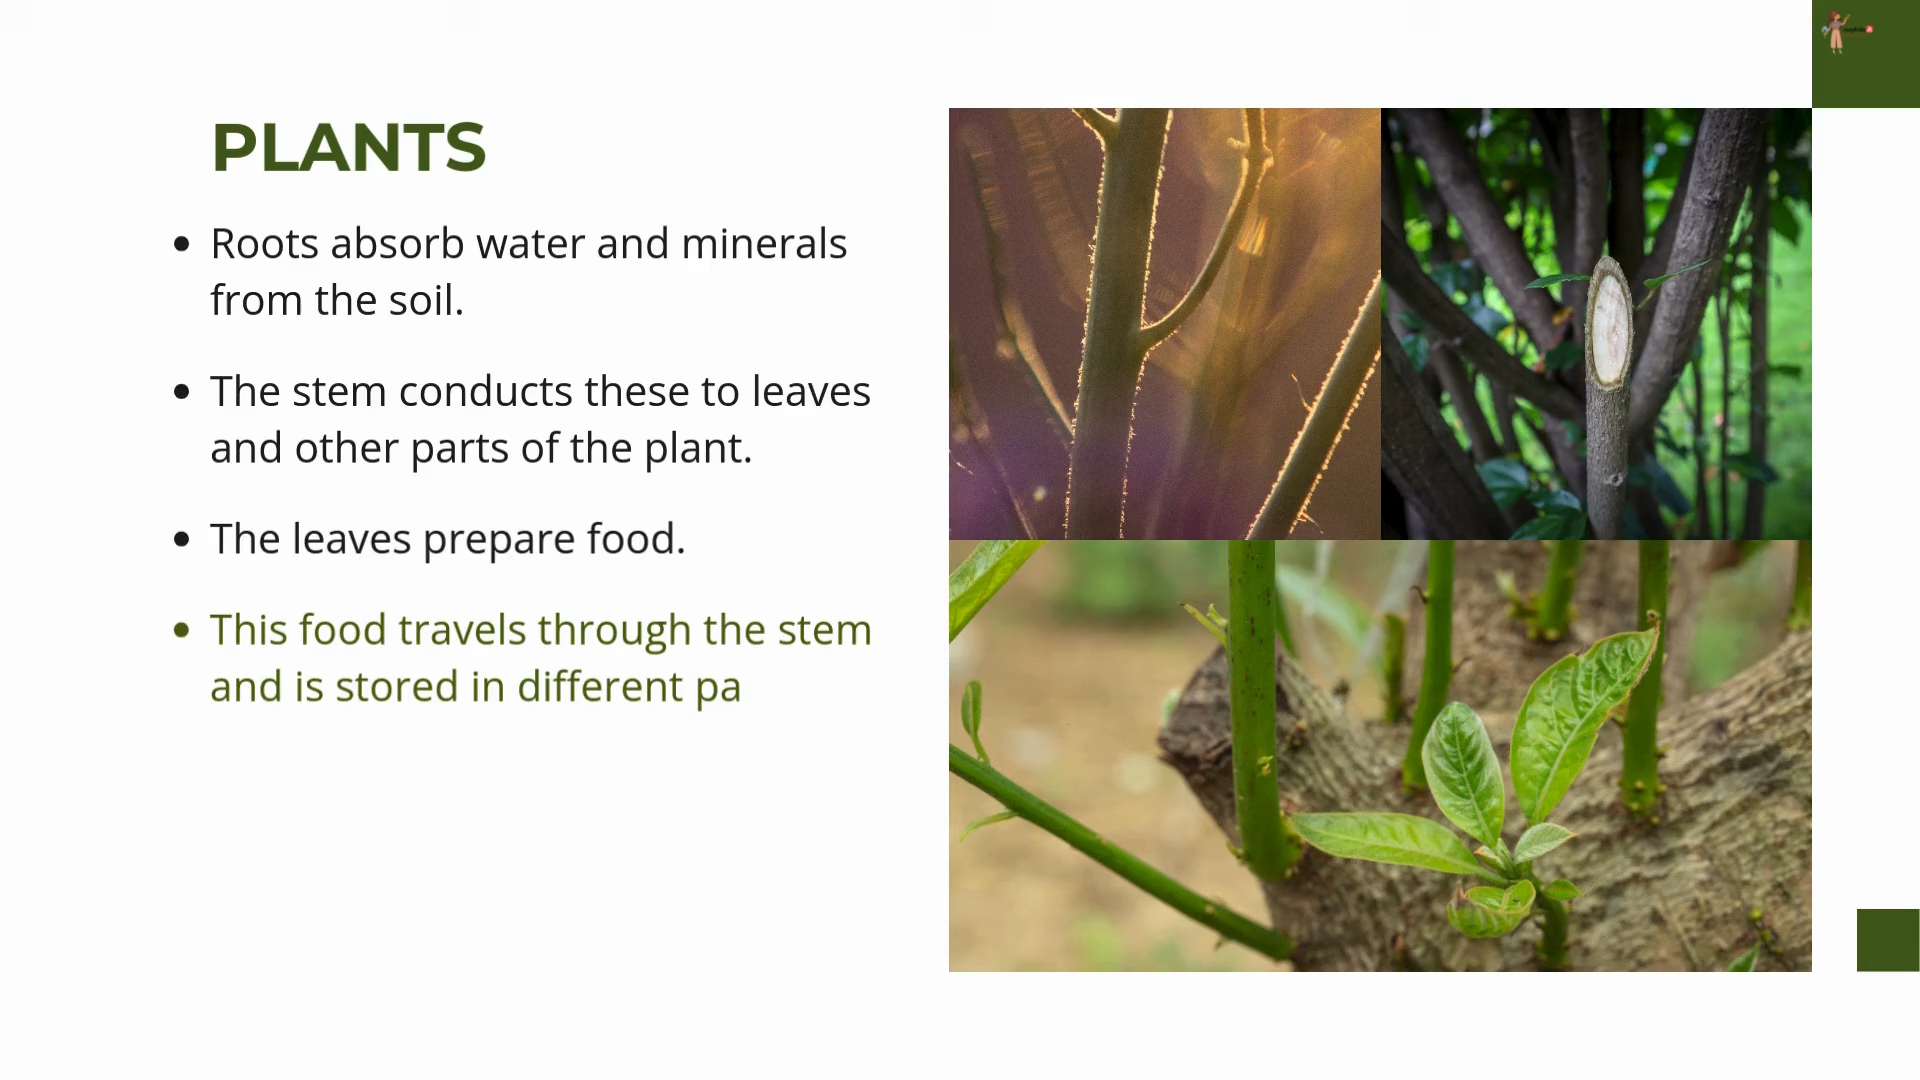 PLANTS
• Roots absorb water and minerals
from the soil.
• The stem conducts these to leaves
and other parts of the plant.
• The leaves prepare food.
• This food travels through the stem
and is stored in different pa